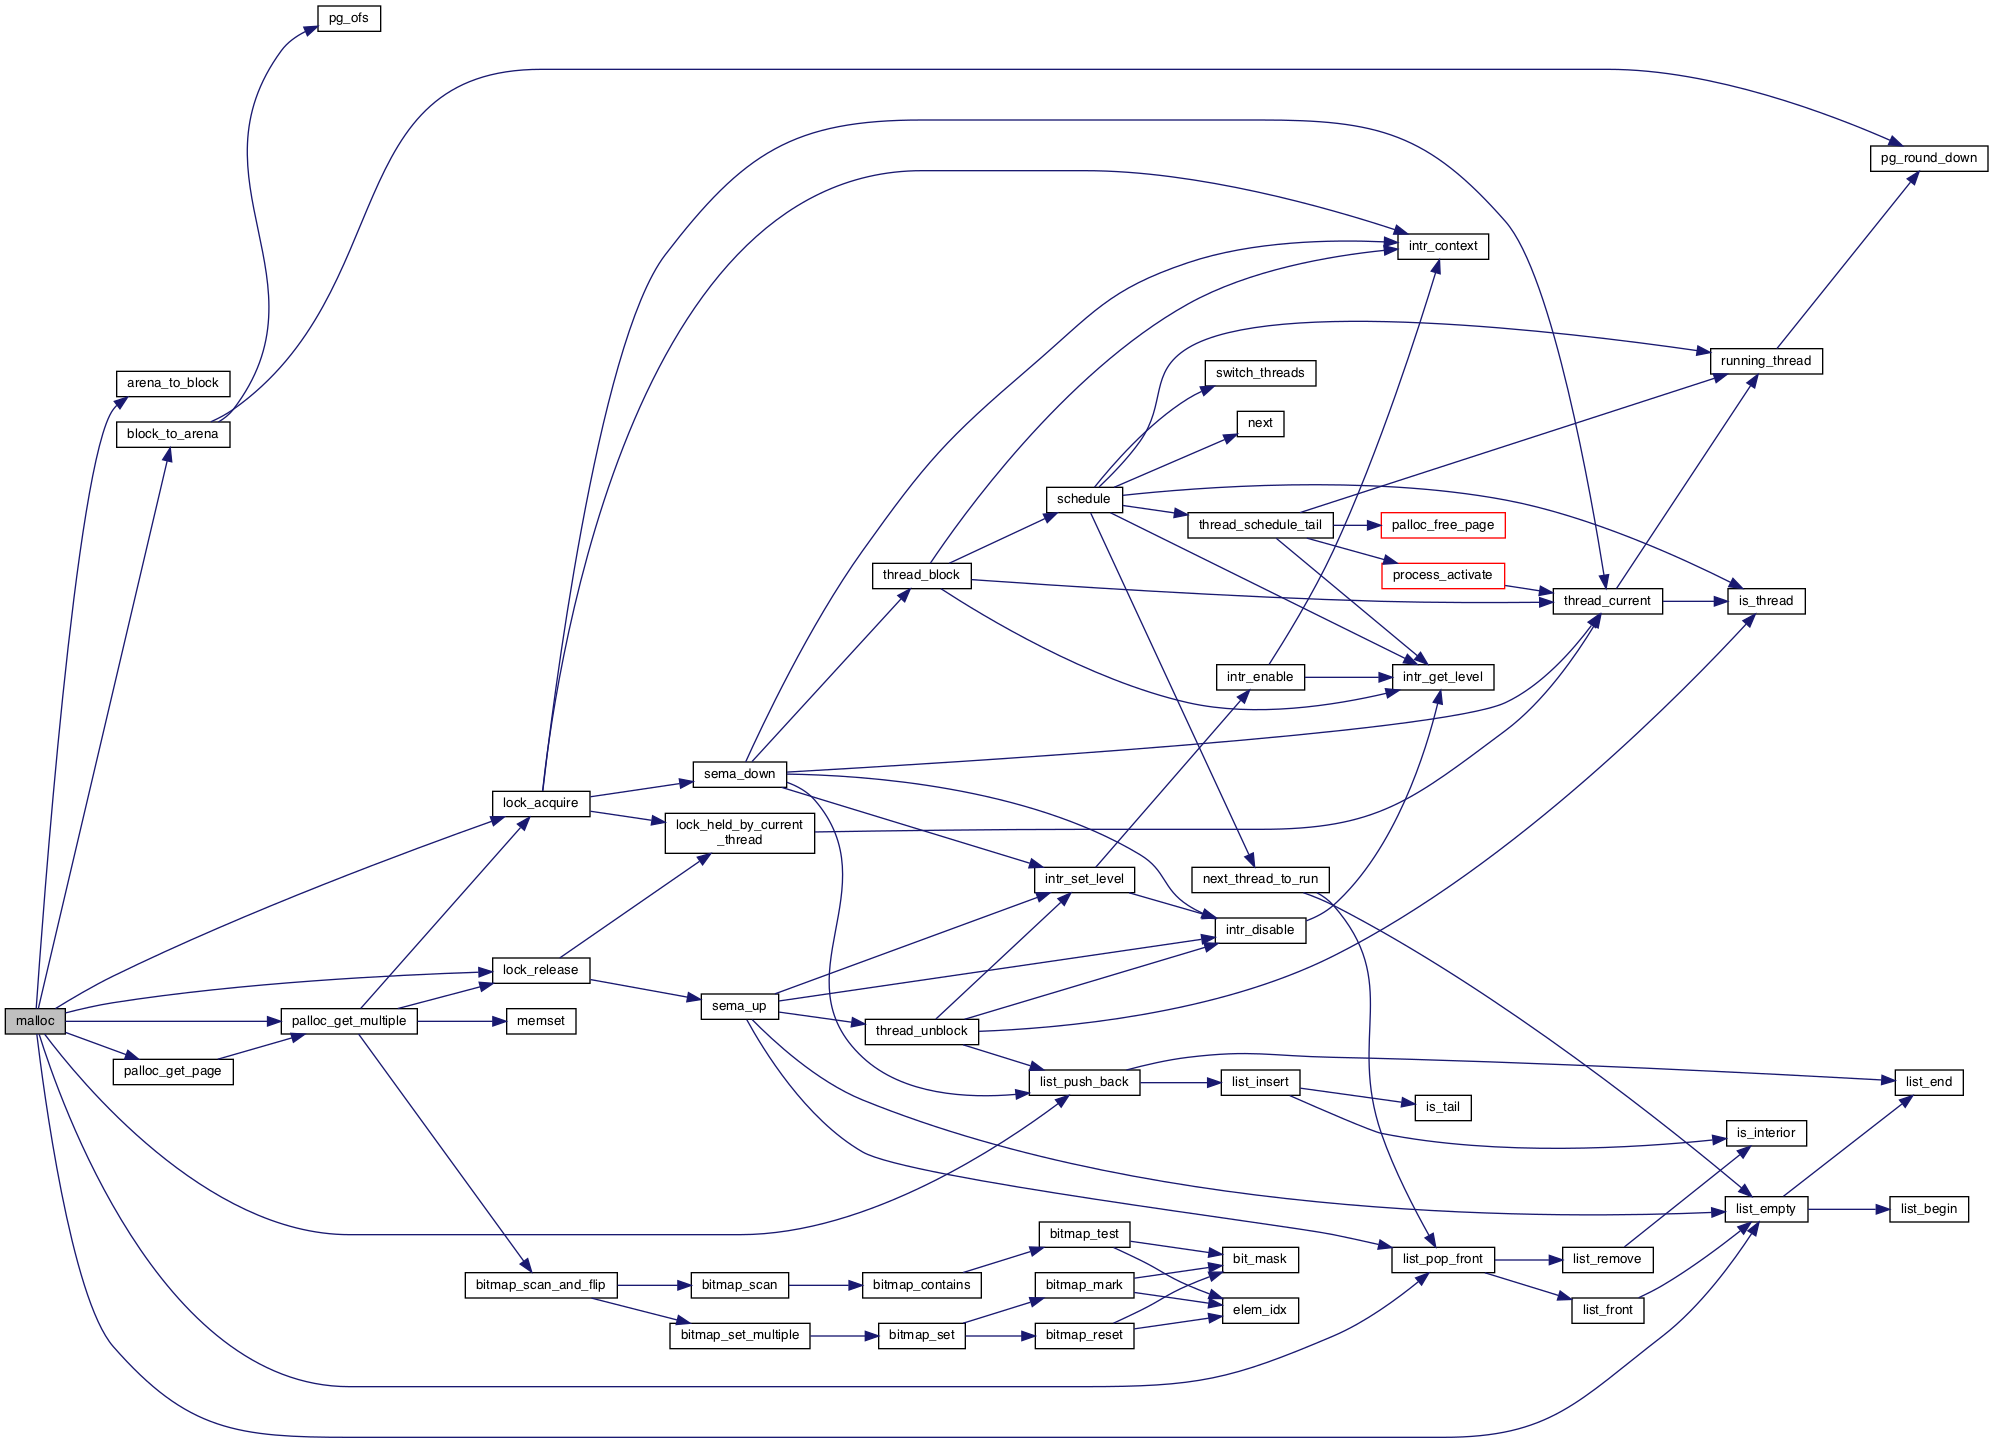 pg_ofs
pg_round_down
intr_context
running_thread
switch_threads
arena_to_block
next
block_to_arena
schedule
thread_schedule_tail
palloc_free_page
thread_block
process_activate
thread_current
is_thread
intr_enable
intr_get_level
sema_down
lock_acquire
lock_held_by_current
_thread
intr_set_level
next_thread_to_run
intr_disable
lock_release
sema_up
malloc
palloc_get_multiple
memset
thread_unblock
palloc_get_page
list_push_back
list_insert
list_end
is_tail
is_interior
list_empty
list_begin
bitmap_test
list_pop_front
list_remove
bit_mask
bitmap_scan_and_flip
bitmap_scan
bitmap_contains
bitmap_mark
elem_idx
list_front
bitmap_set_multiple
bitmap_set
bitmap_reset